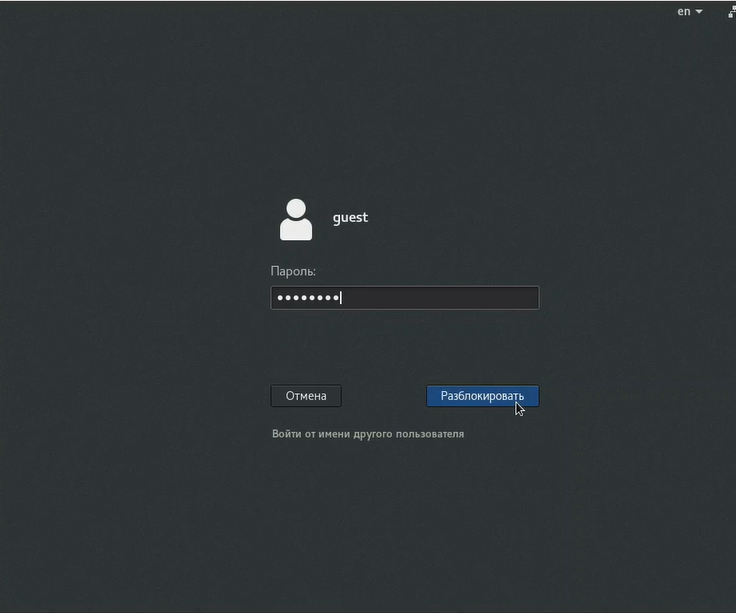 en
guest
Пароль:
Отмена
Разблокировать
Войти от имени другого пользователя